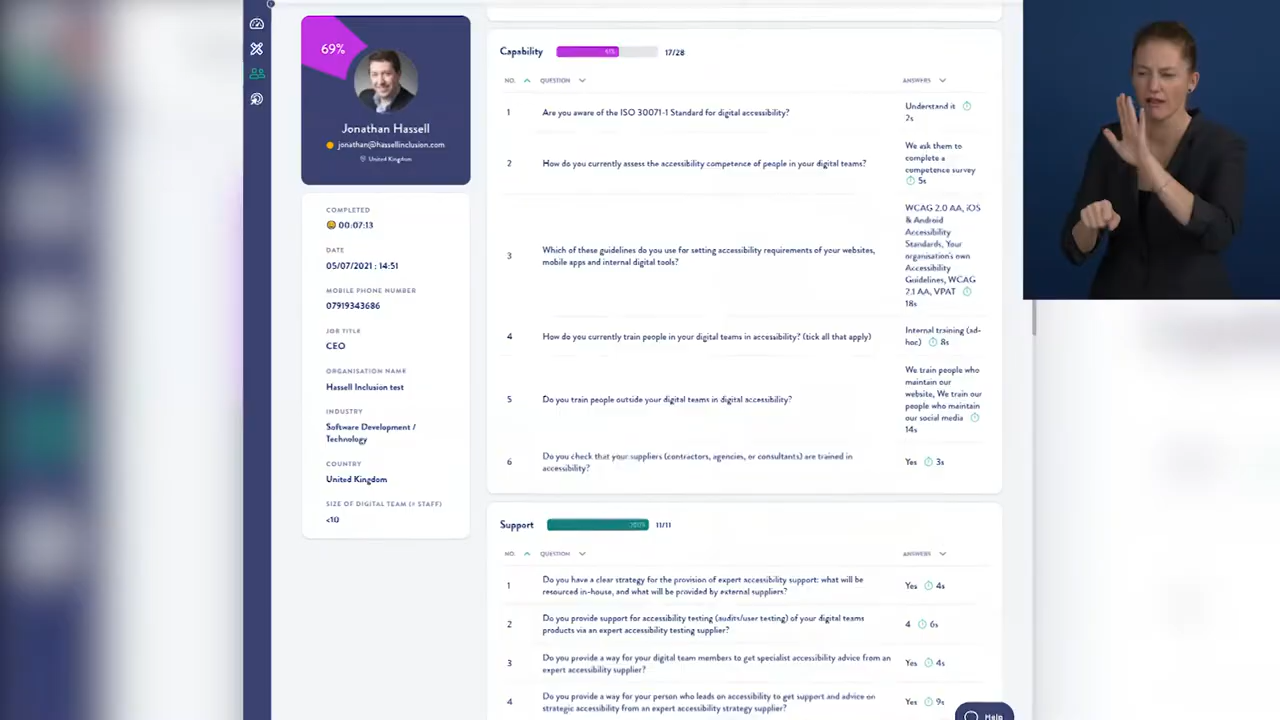 69%
Jonathan Hassell
jonathan@hassellinclusion.com
United Kingdom
COMPLETED
00:07:13
DATE
05/07/2021 : 14:51
MOBILE PHONE NUMBER
07919343686
JOB TITLE
CEO
ORGANISATION NAME
Hassell Inclusion test
INDUSTRY
Software Development /
Technology
COUNTRY
United Kingdom
SIZE OF DIGITAL TEAM (# STAFF)
<10
Capability 61% 17/28
NO. QUESTION ANSWERS
1 Are you aware of the ISO 30071-1 Standard for digital accessibility? Understand it
2s
2 How do you currently assess the accessibility competence of people in your digital teams? We ask them to
complete a
competence survey
5s
3 Which of these guidelines do you use for setting accessibility requirements of your websites,
mobile apps and internal digital tools?
WCAG 2.0 AA, iOS
& Android
Accessibility
Standards, Your
organisation's own
Accessibility
Guidelines, WCAG
2.1 AA, VPAT
18s
4 How do you currently train people in your digital teams in accessibility? (tick all that apply) Internal training (ad-
hoc) 8s
5 Do you train people outside your digital teams in digital accessibility? We train people who
maintain our
website, We train our
people who maintain
our social media
14s
6 Do you check that your suppliers (contractors, agencies, or consultants) are trained in
accessibility?
Yes 3s
Support 100% 11/11
NO. QUESTION ANSWERS
1 Do you have a clear strategy for the provision of expert accessibility support: what will be
resourced in-house, and what will be provided by external suppliers?
Yes 4s
2 Do you provide support for accessibility testing (audits/user testing) of your digital teams
products via an expert accessibility testing supplier?
4 6s
3 Do you provide a way for your digital team members to get specialist accessibility advice from an
expert accessibility supplier?
Yes 4s
4 Do you provide a way for your person who leads on accessibility to get support and advice on
strategic accessibility from an expert accessibility strategy supplier?
Yes 9s
Help